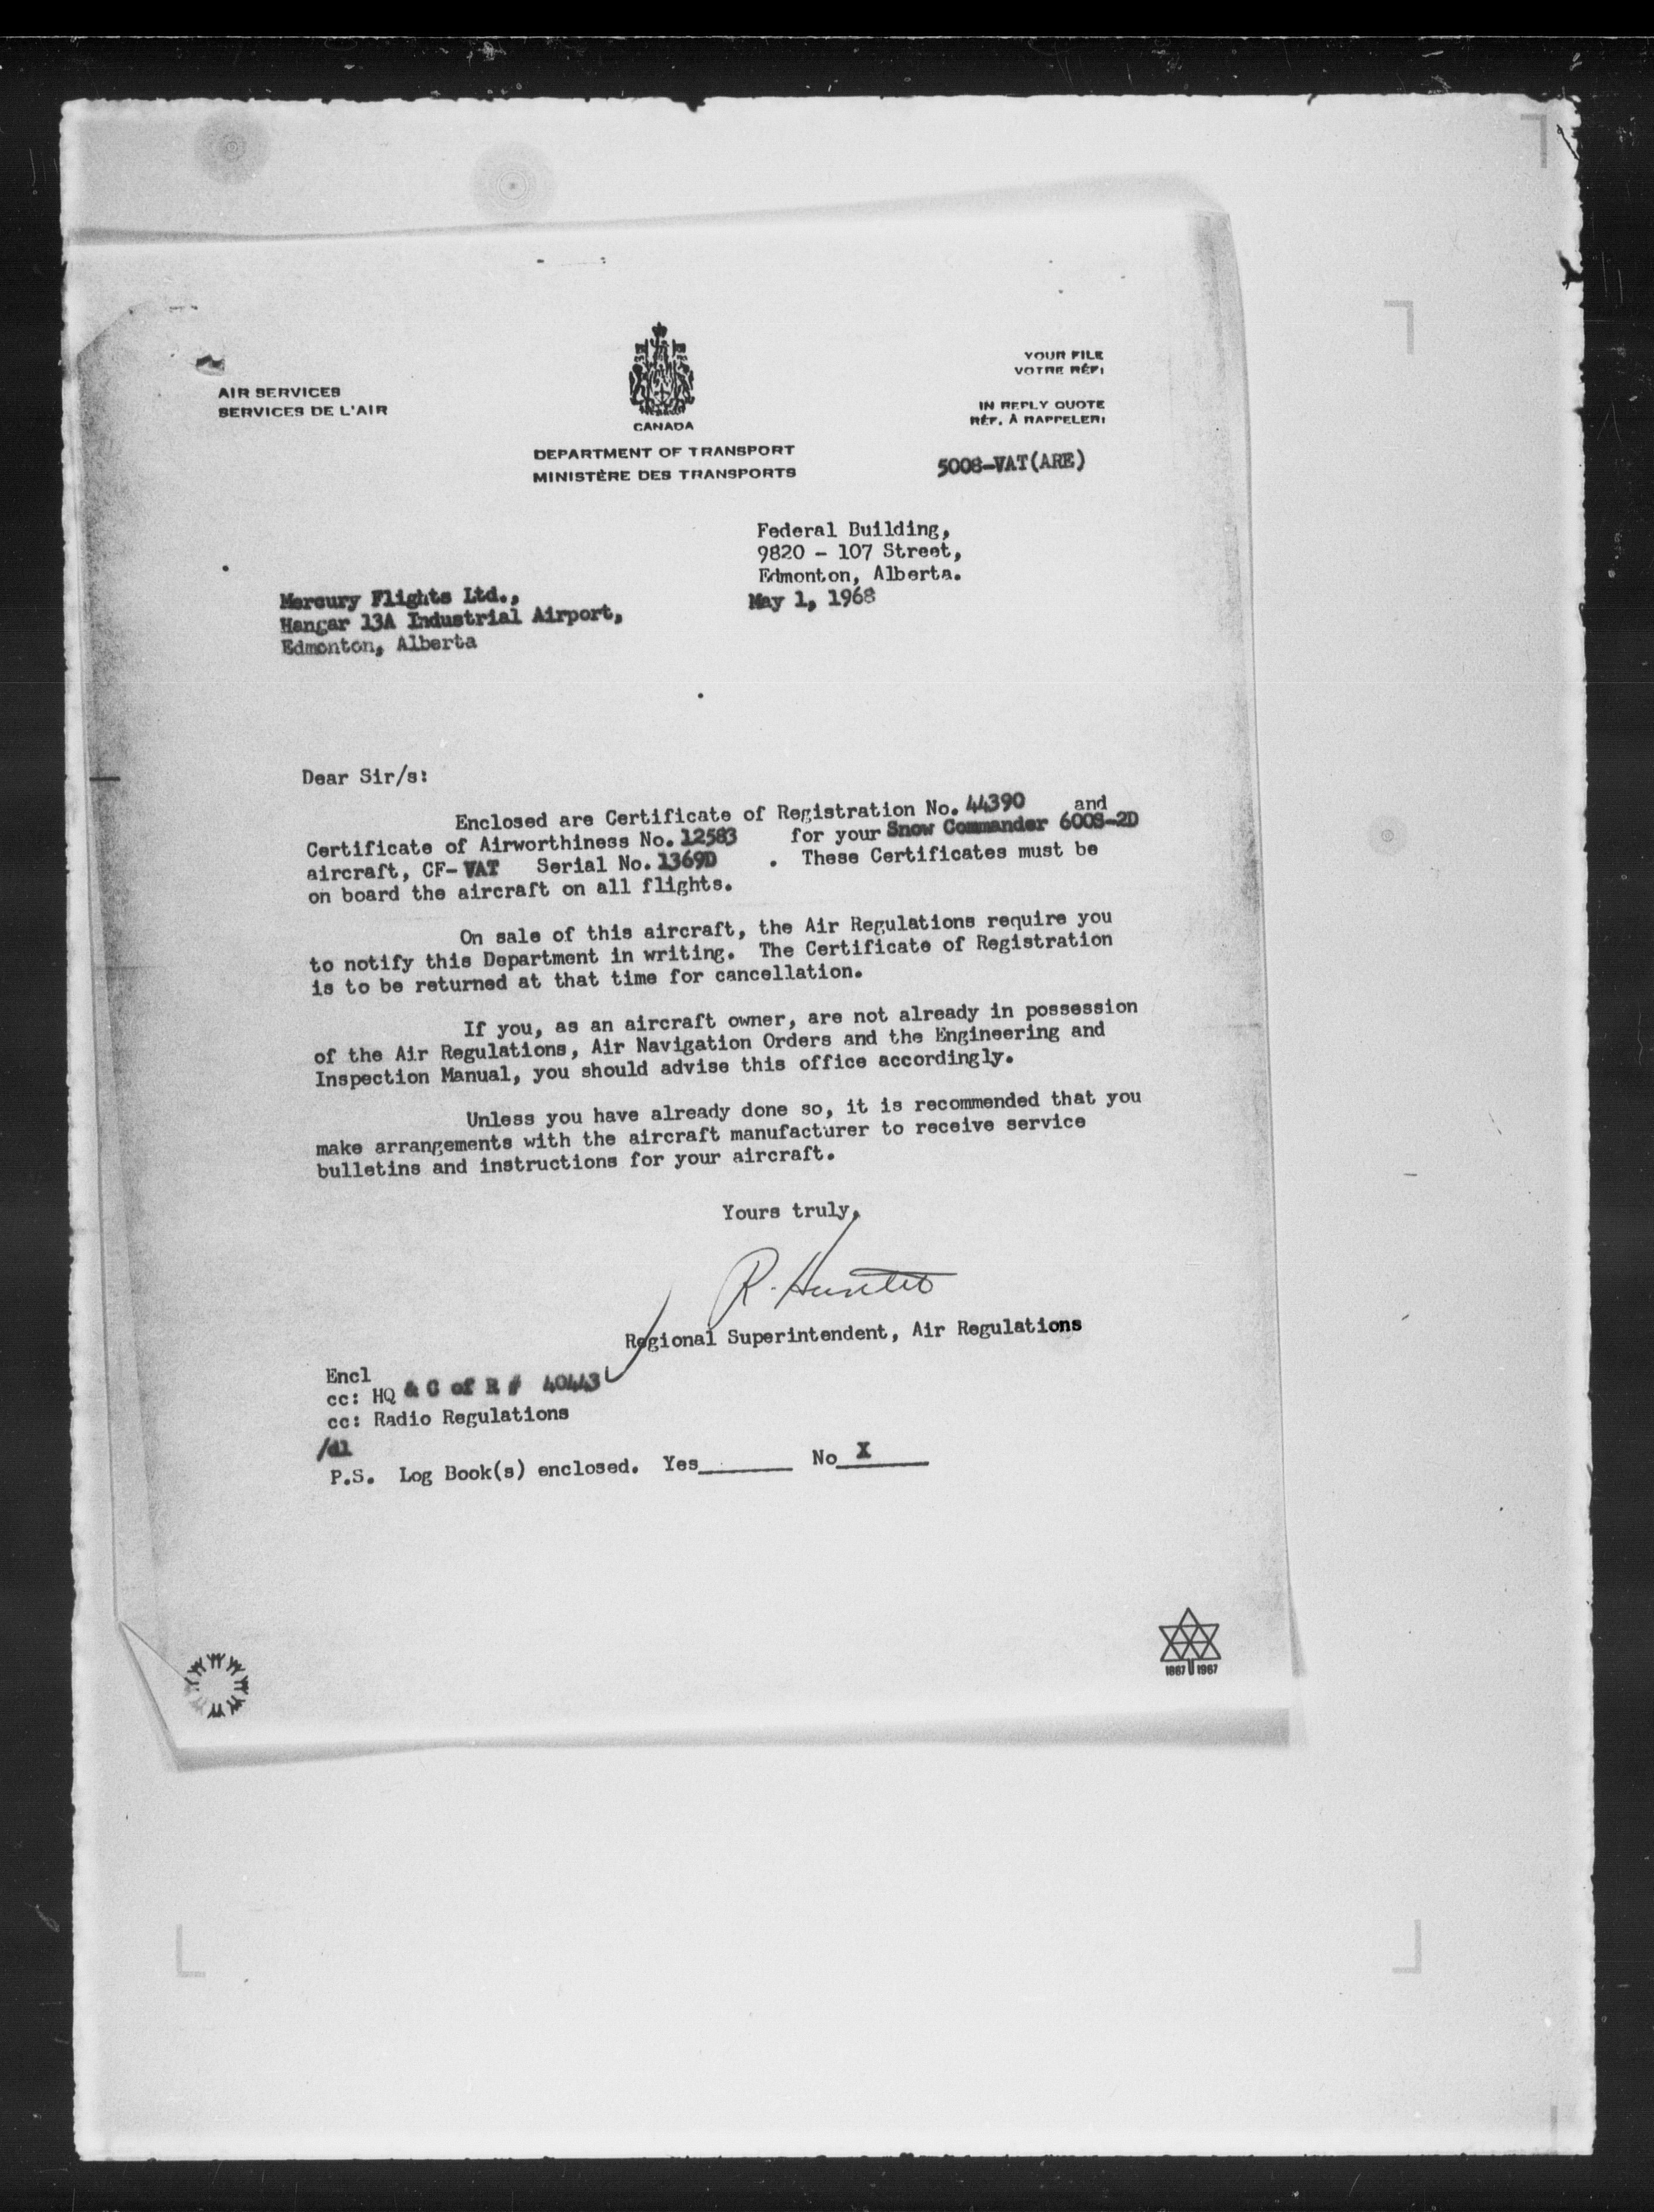 AIR SERVICES
SERVICES DE L'AIR
CANADA
DEPARTMENT OF TRANSPORT
MINISTÈRE DES TRANSPORTS
YOUR FILE
VOTRE RÉF:
IN REPLY QUOTE
RÉF. À RAPPELER:
5008-VAT(ARE)
Federal Building,
9820 - 107 Street,
Edmonton, Alberta.
May 1, 1968
Mercury Flights Ltd.,
Hangar 13A Industrial Airport,
Edmonton, Alberta
Dear Sir/s:
Enclosed are Certificate of Registration No. 44390 and
Certificate of Airworthiness No. 12583 for your Snow Commander 600S-2D
aircraft, CF- VAT Serial No. 1369D . These Certificates must be
on board the aircraft on all flights.
On sale of this aircraft, the Air Regulations require you
to notify this Department in writing. The Certificate of Registration
is to be returned at that time for cancellation.
If you, as an aircraft owner, are not already in possession
of the Air Regulations, Air Navigation Orders and the Engineering and
Inspection Manual, you should advise this office accordingly.
Unless you have already done so, it is recommended that you
make arrangements with the aircraft manufacturer to receive service
bulletins and instructions for your aircraft.
Yours truly,
R. Hunter
Regional Superintendent, Air Regulations
Encl
cc: HQ & C of R # 40443
cc: Radio Regulations
/dl
P.S. Log Book(s) enclosed. Yes_______ No X
1867 1967